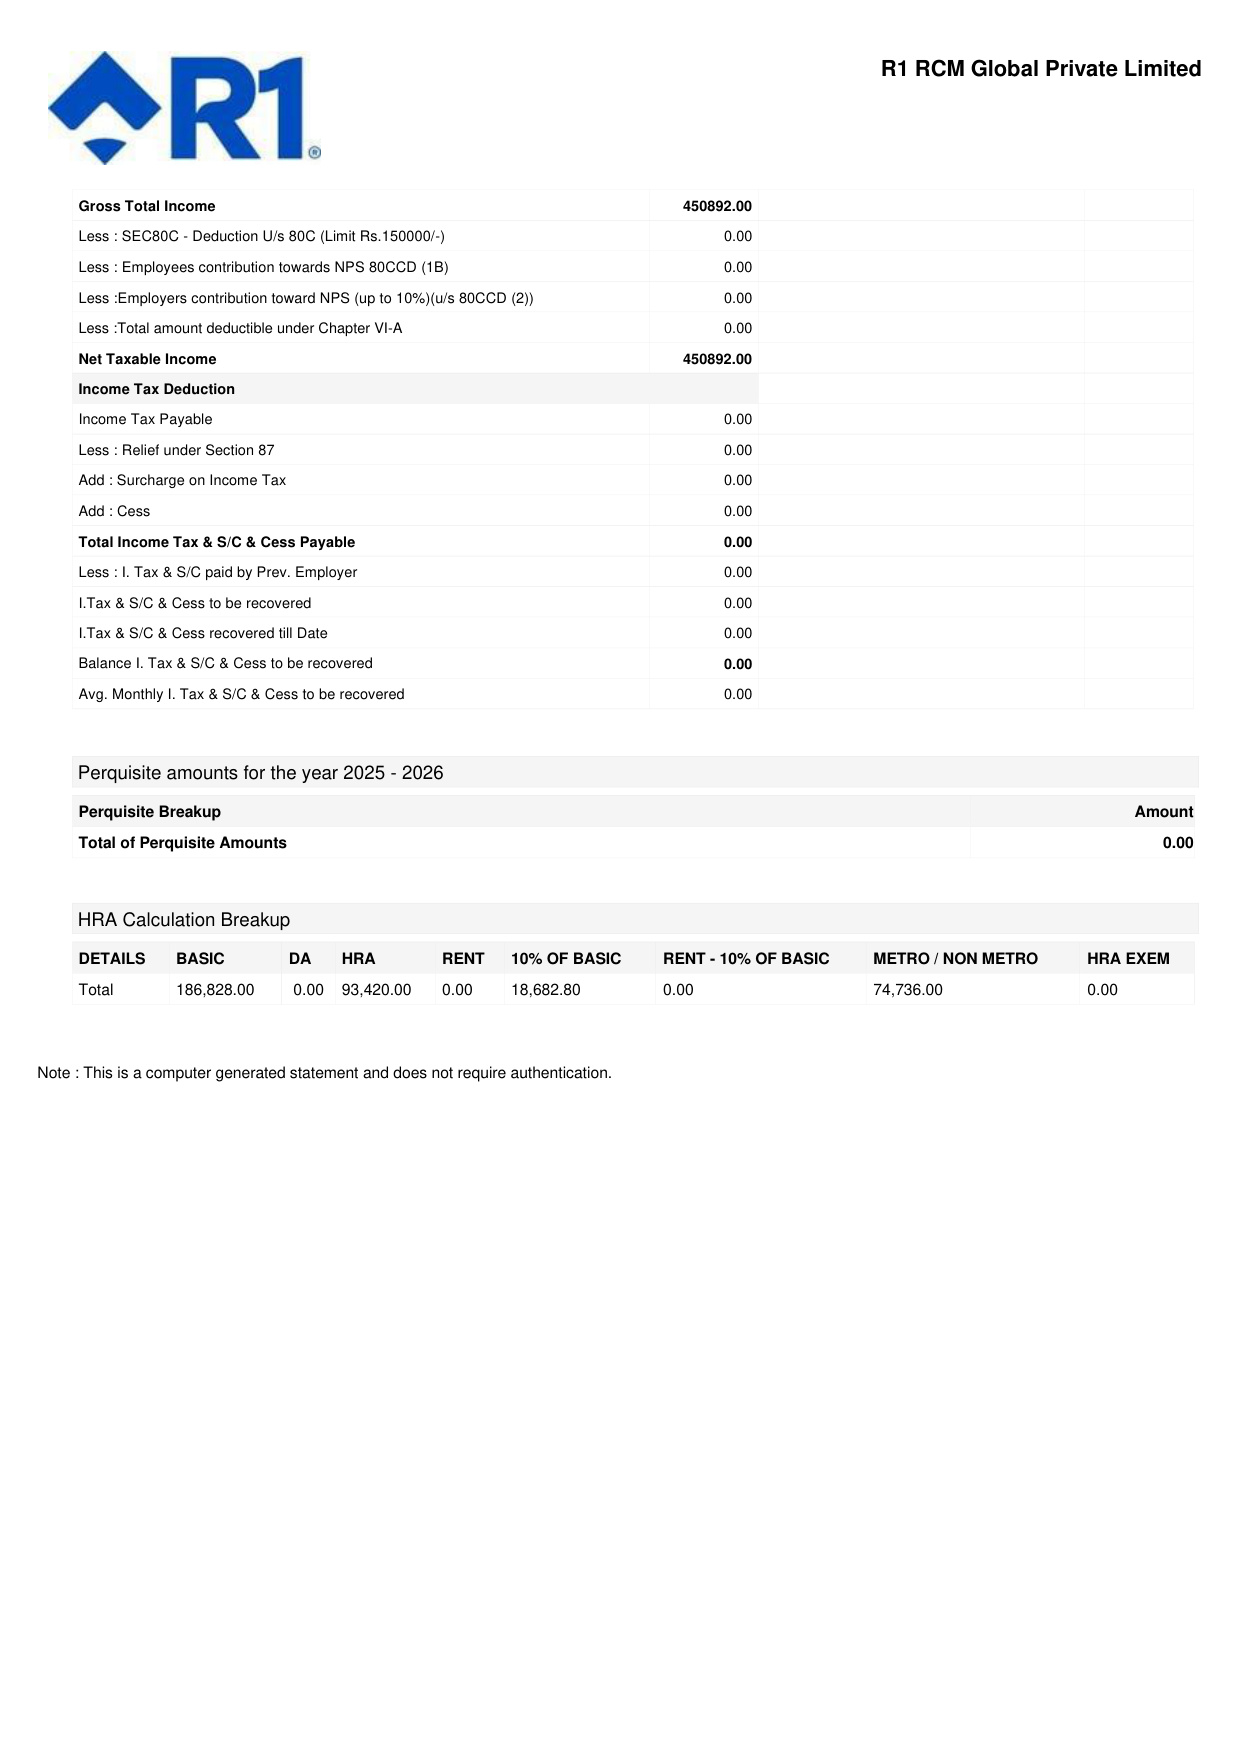 R1®
R1 RCM Global Private Limited
Gross Total Income 450892.00
Less : SEC80C - Deduction U/s 80C (Limit Rs.150000/-) 0.00
Less : Employees contribution towards NPS 80CCD (1B) 0.00
Less :Employers contribution toward NPS (up to 10%)(u/s 80CCD (2)) 0.00
Less :Total amount deductible under Chapter VI-A 0.00
Net Taxable Income 450892.00
Income Tax Deduction
Income Tax Payable 0.00
Less : Relief under Section 87 0.00
Add : Surcharge on Income Tax 0.00
Add : Cess 0.00
Total Income Tax & S/C & Cess Payable 0.00
Less : I. Tax & S/C paid by Prev. Employer 0.00
I.Tax & S/C & Cess to be recovered 0.00
I.Tax & S/C & Cess recovered till Date 0.00
Balance I. Tax & S/C & Cess to be recovered 0.00
Avg. Monthly I. Tax & S/C & Cess to be recovered 0.00
Perquisite amounts for the year 2025 - 2026
Perquisite Breakup Amount
Total of Perquisite Amounts 0.00
HRA Calculation Breakup
DETAILS BASIC DA HRA RENT 10% OF BASIC RENT - 10% OF BASIC METRO / NON METRO HRA EXEM
Total 186,828.00 0.00 93,420.00 0.00 18,682.80 0.00 74,736.00 0.00
Note : This is a computer generated statement and does not require authentication.